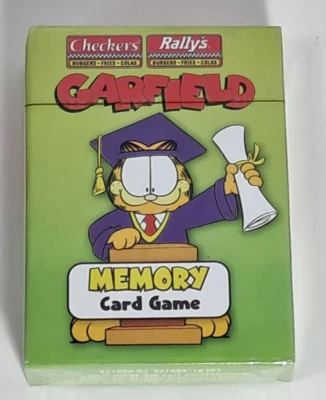 Checkers Rally's
BURGERS • FRIES • COLAS BURGERS • FRIES • COLAS
GARFIELD
MEMORY
Card Game